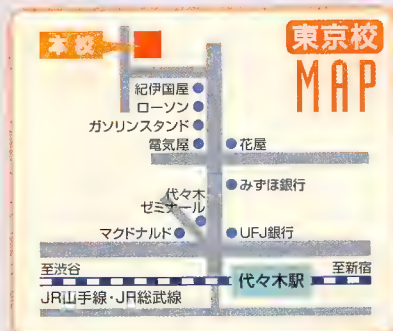 本校
東京校
MAP
紀伊国屋
ローソン
ガソリンスタンド
電気屋
花屋
みずほ銀行
代々木
ゼミナール
マクドナルド
UFJ銀行
至渋谷
代々木駅
至新宿
JR山手線・JR総武線